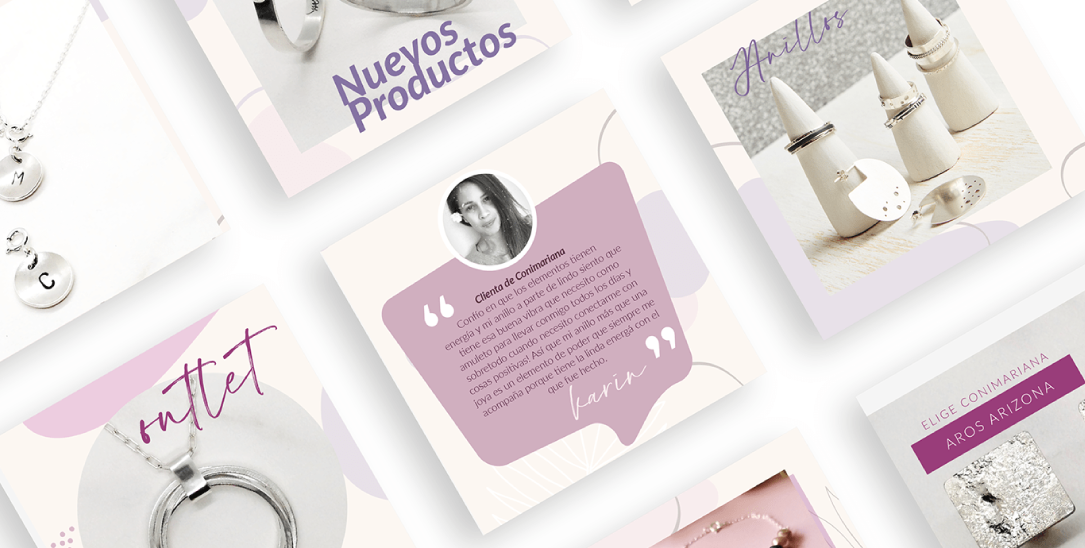 Nuevos
Productos
Anillos
M
C
Clienta de Conimariana
“
Confío en que los elementos tienen
energía y mi anillo a parte de lindo siento que
tiene esa buena vibra que necesito como
amuleto para llevar conmigo todos los días y
sobretodo cuando necesito conectarme con
cosas positivas! Así que mi anillo más que una
joya es un elemento de poder que siempre me
acompaña porque tiene la linda energá con el
que fue hecho.
”
karin
outlet
ELIGE CONIMARIANA
AROS ARIZONA